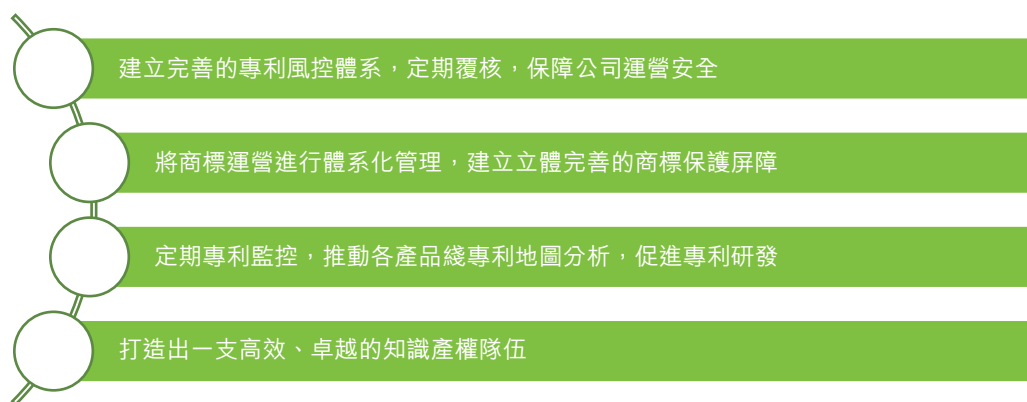 建立完善的專利風控體系，定期覆核，保障公司運營安全
將商標運營進行體系化管理，建立立體完善的商標保護屏障
定期專利監控，推動各產品綫專利地圖分析，促進專利研發
打造出一支高效、卓越的知識產權隊伍